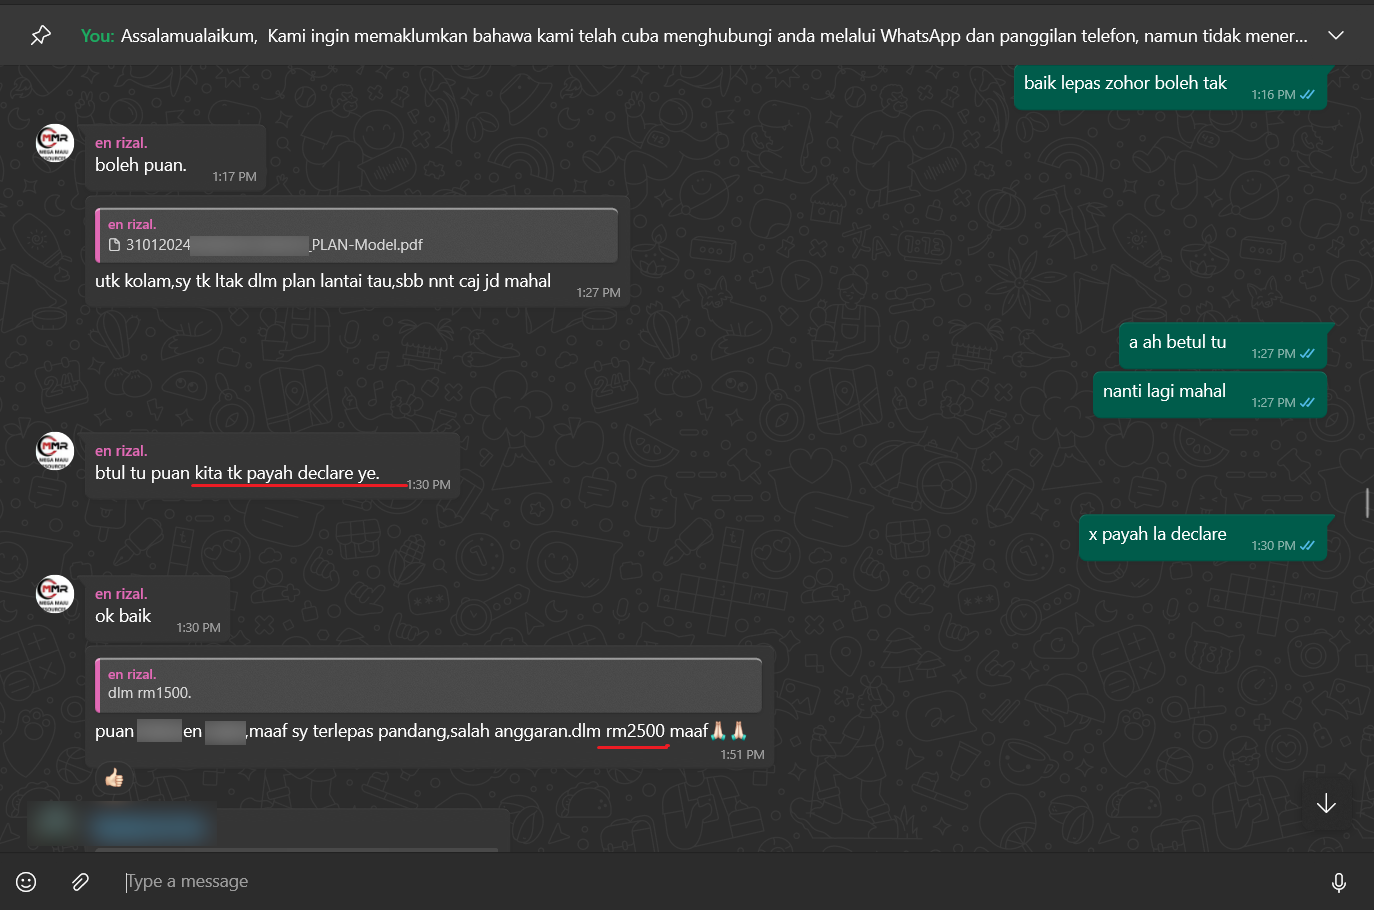 You: Assalamualaikum, Kami ingin memaklumkan bahawa kami telah cuba menghubungi anda melalui WhatsApp dan panggilan telefon, namun tidak mener...
baik lepas zohor boleh tak
1:16 PM
en rizal.
boleh puan.
1:17 PM
en rizal.
31012024
_PLAN-Model.pdf
utk kolam,sy tk ltak dlm plan lantai tau,sbb nnt caj jd mahal
1:27 PM
a ah betul tu
1:27 PM
nanti lagi mahal
1:27 PM
en rizal.
btul tu puan kita tk payah declare ye.
1:30 PM
x payah la declare
1:30 PM
en rizal.
ok baik
1:30 PM
en rizal.
dlm rm1500.
puan en ,maaf sy terlepas pandang,salah anggaran.dlm rm2500 maaf🙏🏻🙏🏻
1:51 PM
Type a message